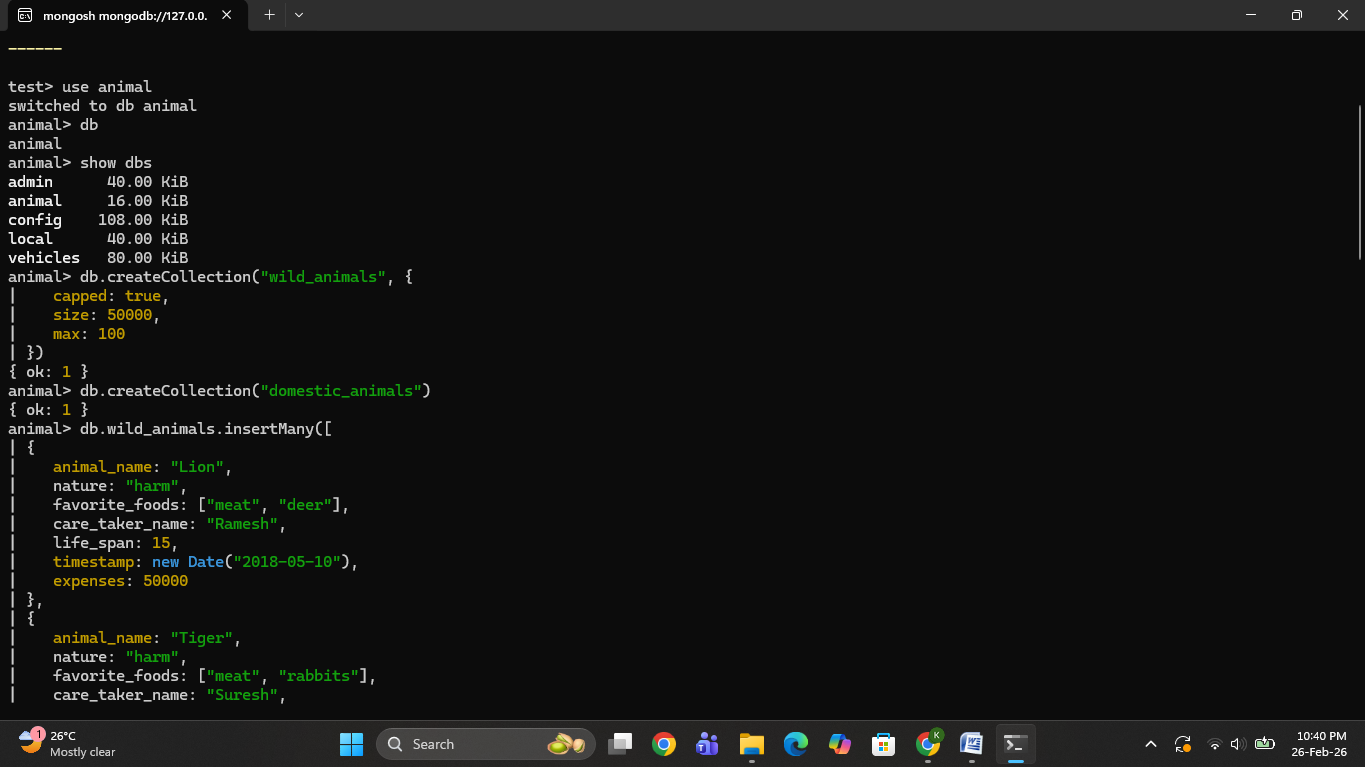 mongosh mongodb://127.0.0.
------
test> use animal
switched to db animal
animal> db
animal
animal> show dbs
admin      40.00 KiB
animal     16.00 KiB
config    108.00 KiB
local      40.00 KiB
vehicles   80.00 KiB
animal> db.createCollection("wild_animals", {
|    capped: true,
|    size: 50000,
|    max: 100
| })
{ ok: 1 }
animal> db.createCollection("domestic_animals")
{ ok: 1 }
animal> db.wild_animals.insertMany([
| {
|    animal_name: "Lion",
|    nature: "harm",
|    favorite_foods: ["meat", "deer"],
|    care_taker_name: "Ramesh",
|    life_span: 15,
|    timestamp: new Date("2018-05-10"),
|    expenses: 50000
| },
| {
|    animal_name: "Tiger",
|    nature: "harm",
|    favorite_foods: ["meat", "rabbits"],
|    care_taker_name: "Suresh",
1
26°C
Mostly clear
Search
K
10:40 PM
26-Feb-26